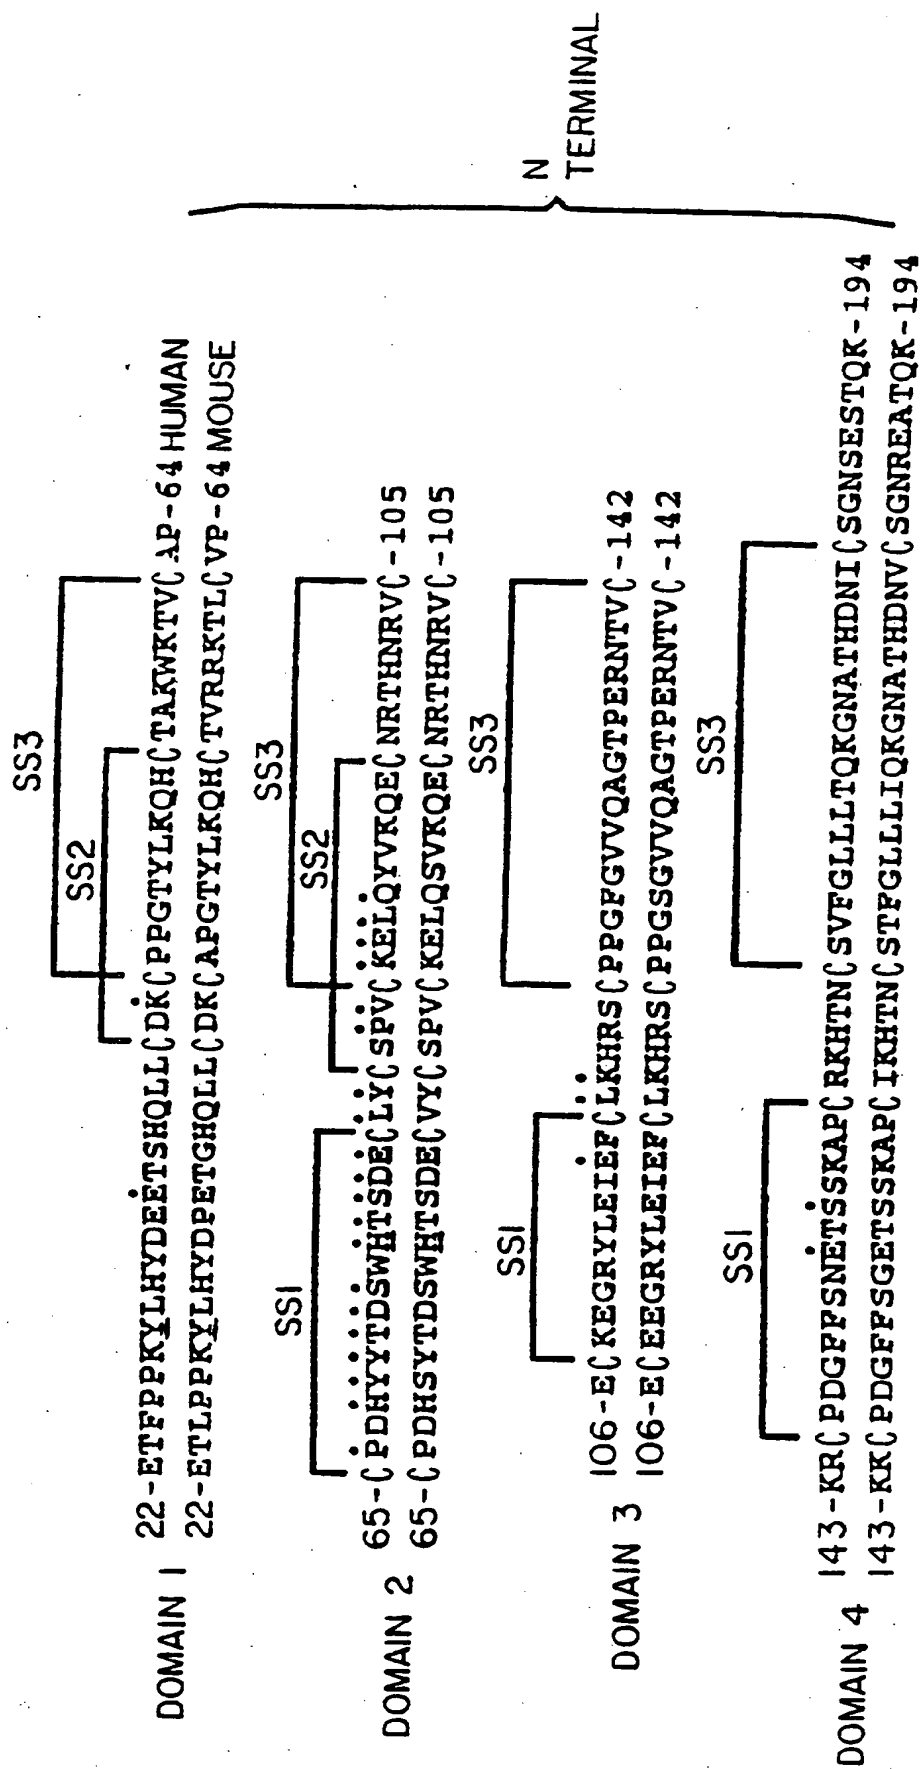 SS3
SS2
DOMAIN 1 22-ETFPPKYLHYDEETSHQLLCDKCPPGTYLKQHCTAKWKTVCAP-64 HUMAN
22-ETLPPKYLHYDPETGHQLLCDKCAPGTYLKQHCTVRRKTLCVP-64 MOUSE
SS3
SS1 SS2
DOMAIN 2 65-CPDHYYTDSWHTSDECLYCSPVCKELQYVKQECNRTHNRVC-105
65-CPDHSYTDSWHTSDECVYCSPVCKELQSVKQECNRTHNRVC-105
N
TERMINAL
SS1 SS3
DOMAIN 3 106-ECKEGRYLEIEFCLKHRSCPPGFGVVQAGTPERNTVC-142
106-ECEEGRYLEIEFCLKHRSCPPGSGVVQAGTPERNTVC-142
SS1 SS3
DOMAIN 4 143-KRCPDGFFSNETSSKAPCRKHTNCSVFGLLLTQKGNATHDNICSGNSESTQK-194
143-KKCPDGFFSGETSSKAPCIKHTNCSTFGLLLIQKGNATHDNVCSGNREATQK-194